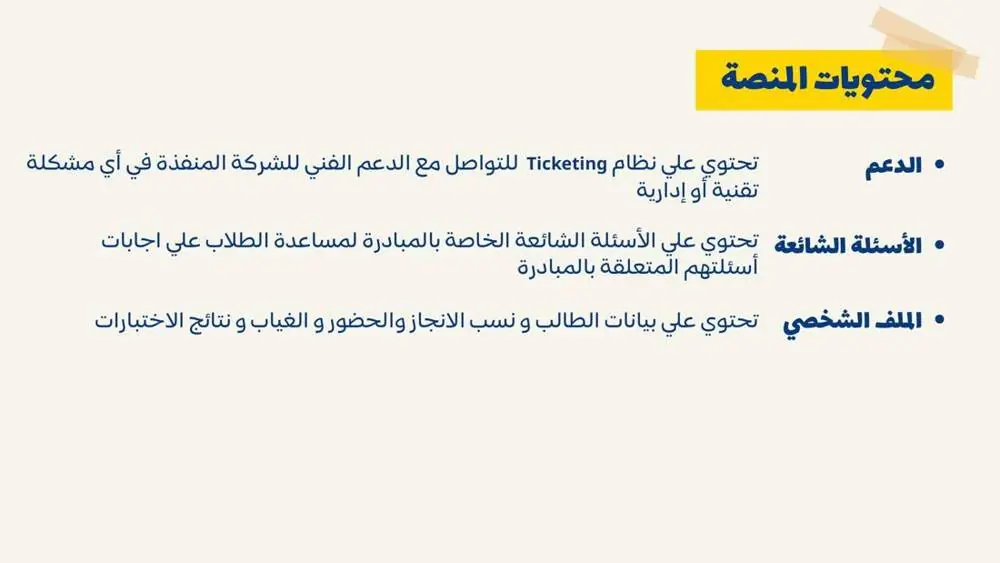 محتويات المنصة
الدعم
تحتوي علي نظام Ticketing للتواصل مع الدعم الفني للشركة المنفذة في أي مشكلة
تقنية أو إدارية
الأسئلة الشائعة
تحتوي علي الأسئلة الشائعة الخاصة بالمبادرة لمساعدة الطلاب علي اجابات
أسئلتهم المتعلقة بالمبادرة
الملف الشخصي
تحتوي علي بيانات الطالب و نسب الانجاز والحضور و الغياب و نتائج الاختبارات